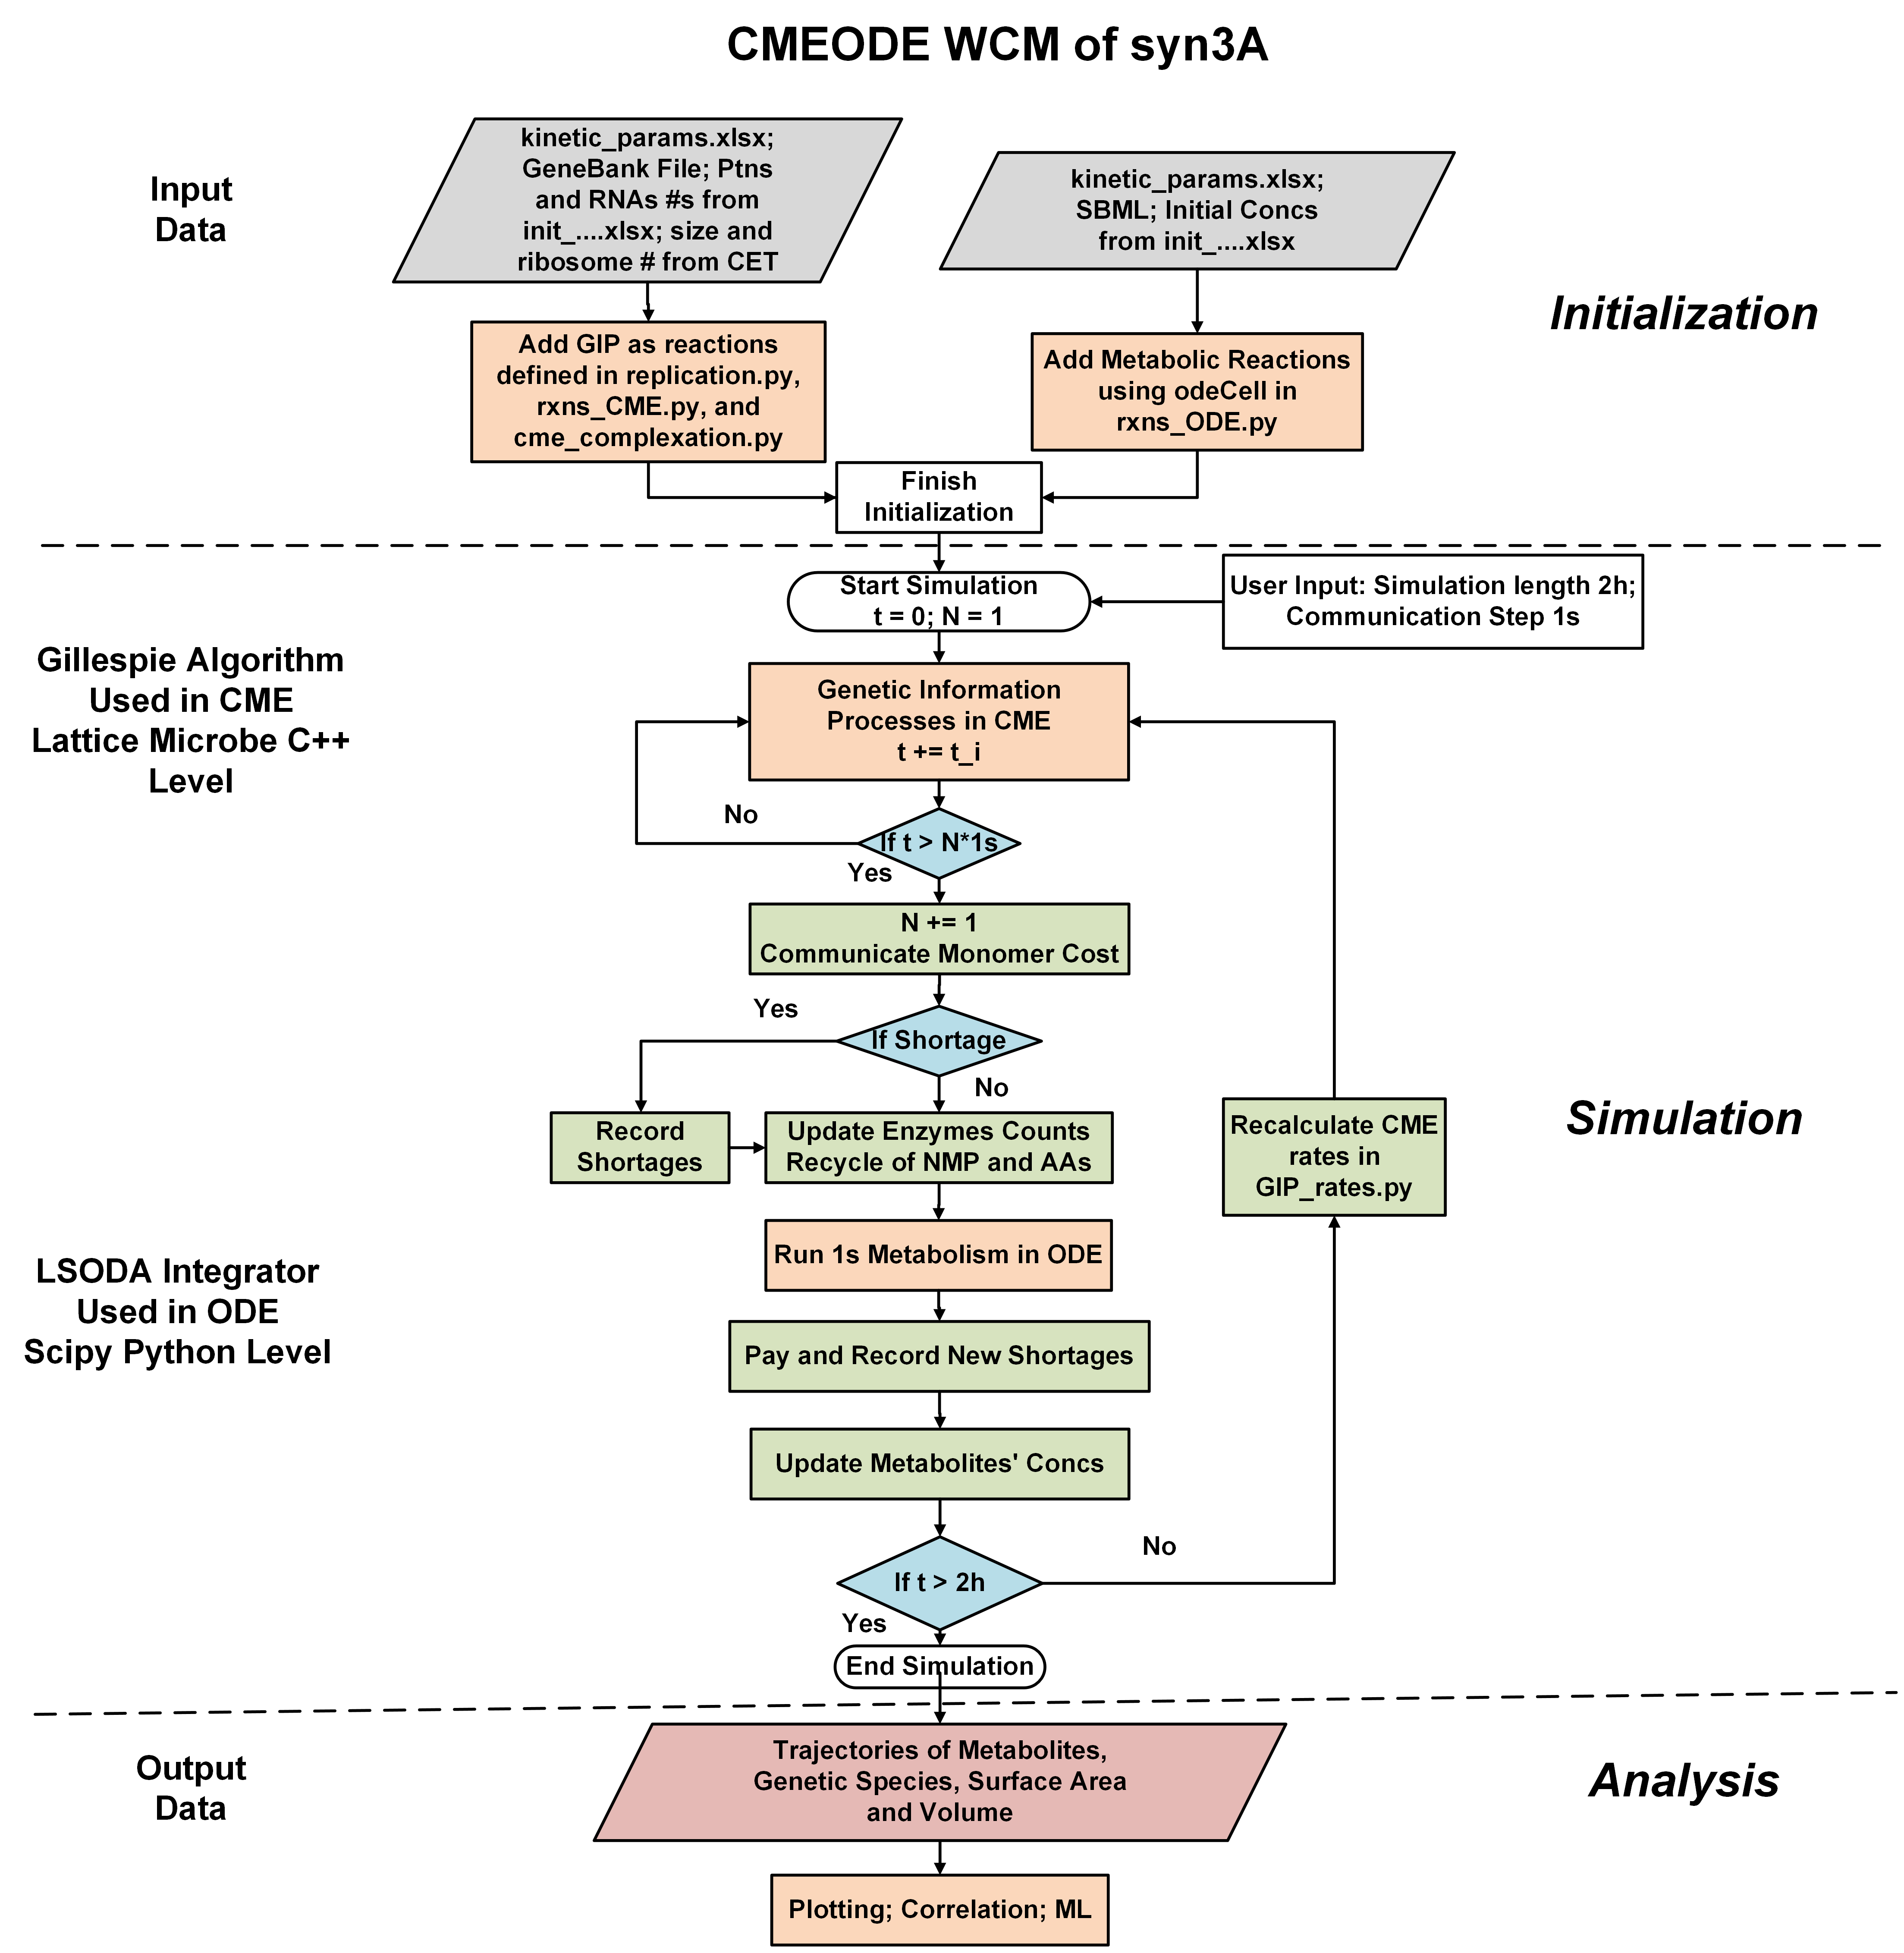 CMEODE WCM of syn3A
Input
Data
kinetic_params.xlsx;
GeneBank File; Ptns
and RNAs #s from
init_....xlsx; size and
ribosome # from CET
kinetic_params.xlsx;
SBML; Initial Concs
from init_....xlsx
Initialization
Add GIP as reactions
defined in replication.py,
rxns_CME.py, and
cme_complexation.py
Add Metabolic Reactions
using odeCell in
rxns_ODE.py
Finish
Initialization
Start Simulation
t = 0; N = 1
User Input: Simulation length 2h;
Communication Step 1s
Gillespie Algorithm
Used in CME
Lattice Microbe C++
Level
Genetic Information
Processes in CME
t += t_i
No
If t > N*1s
Yes
N += 1
Communicate Monomer Cost
Yes
If Shortage
No
Record
Shortages
Update Enzymes Counts
Recycle of NMP and AAs
Recalculate CME
rates in
GIP_rates.py
Simulation
Run 1s Metabolism in ODE
LSODA Integrator
Used in ODE
Scipy Python Level
Pay and Record New Shortages
Update Metabolites' Concs
No
If t > 2h
Yes
End Simulation
Output
Data
Trajectories of Metabolites,
Genetic Species, Surface Area
and Volume
Analysis
Plotting; Correlation; ML